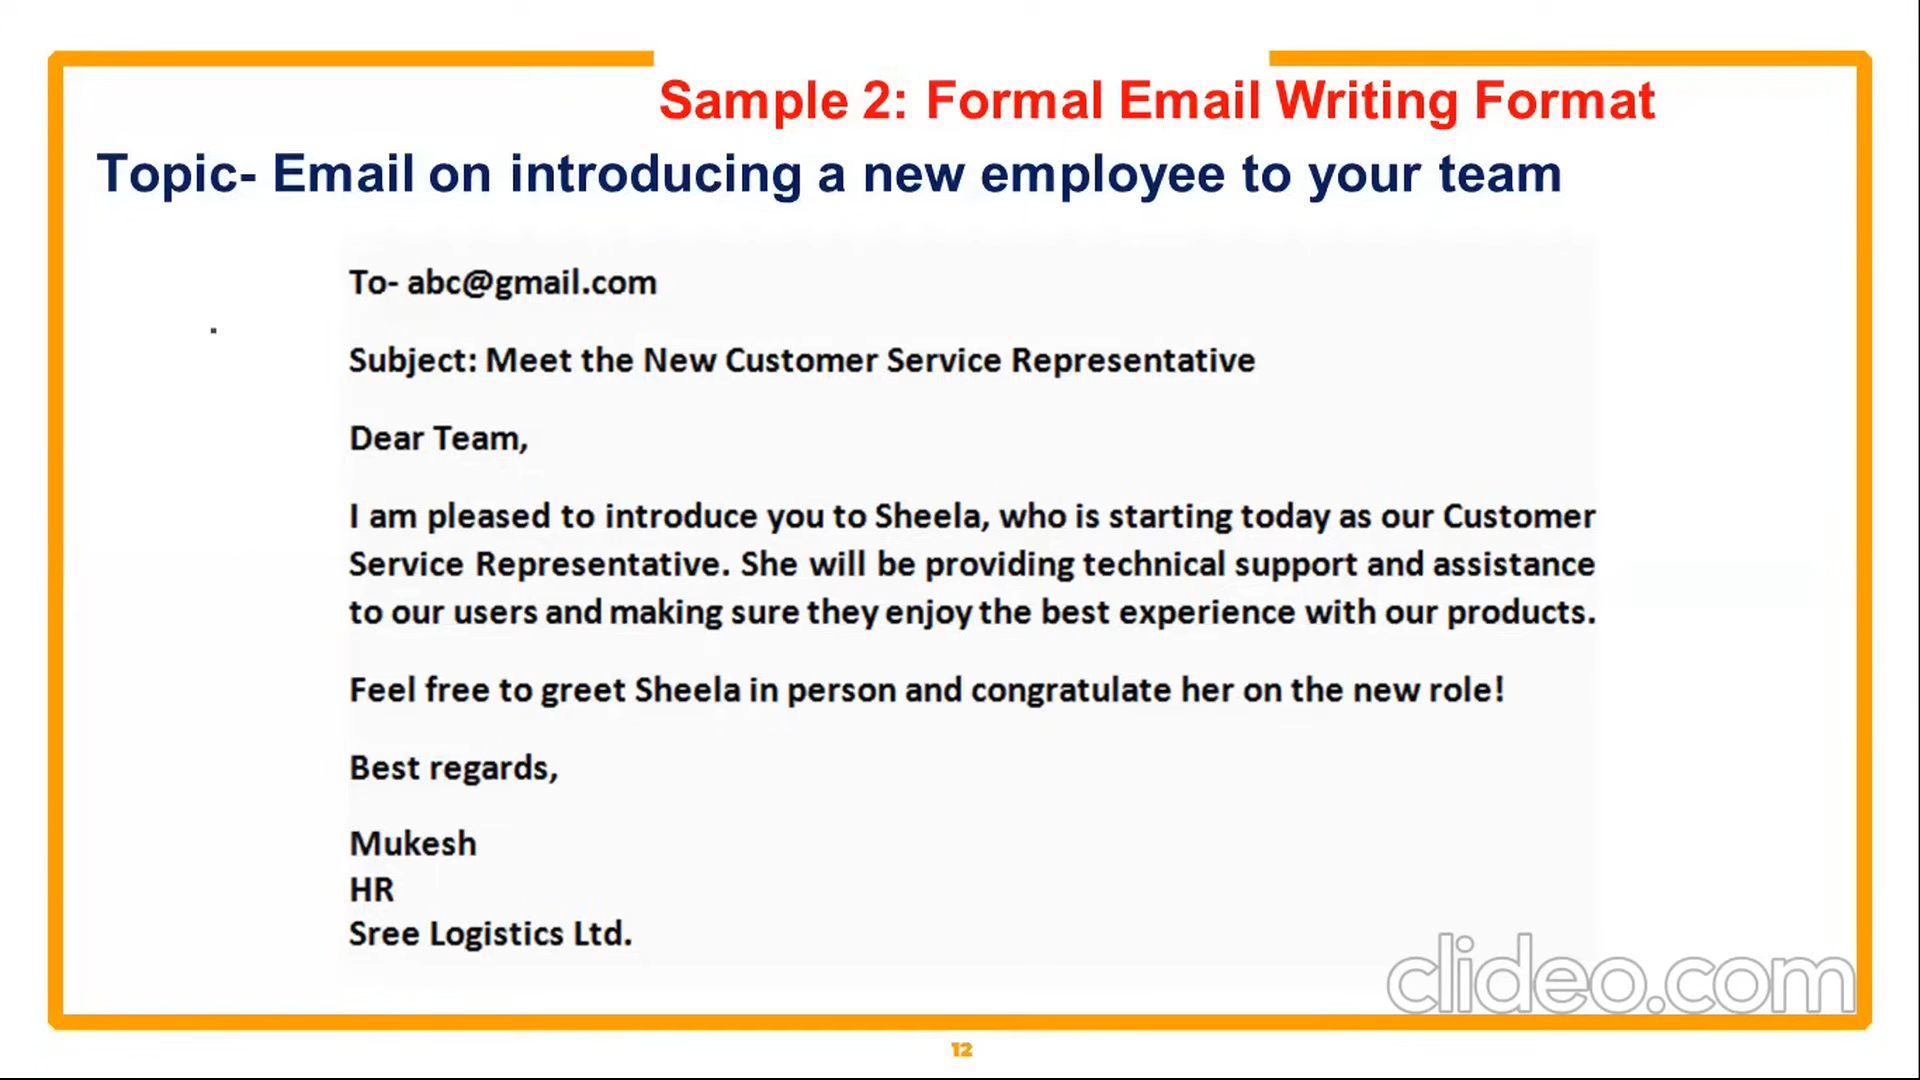 Sample 2: Formal Email Writing Format
Topic- Email on introducing a new employee to your team
To- abc@gmail.com
Subject: Meet the New Customer Service Representative
Dear Team,
I am pleased to introduce you to Sheela, who is starting today as our Customer
Service Representative. She will be providing technical support and assistance
to our users and making sure they enjoy the best experience with our products.
Feel free to greet Sheela in person and congratulate her on the new role!
Best regards,
Mukesh
HR
Sree Logistics Ltd.
clideo.com
12